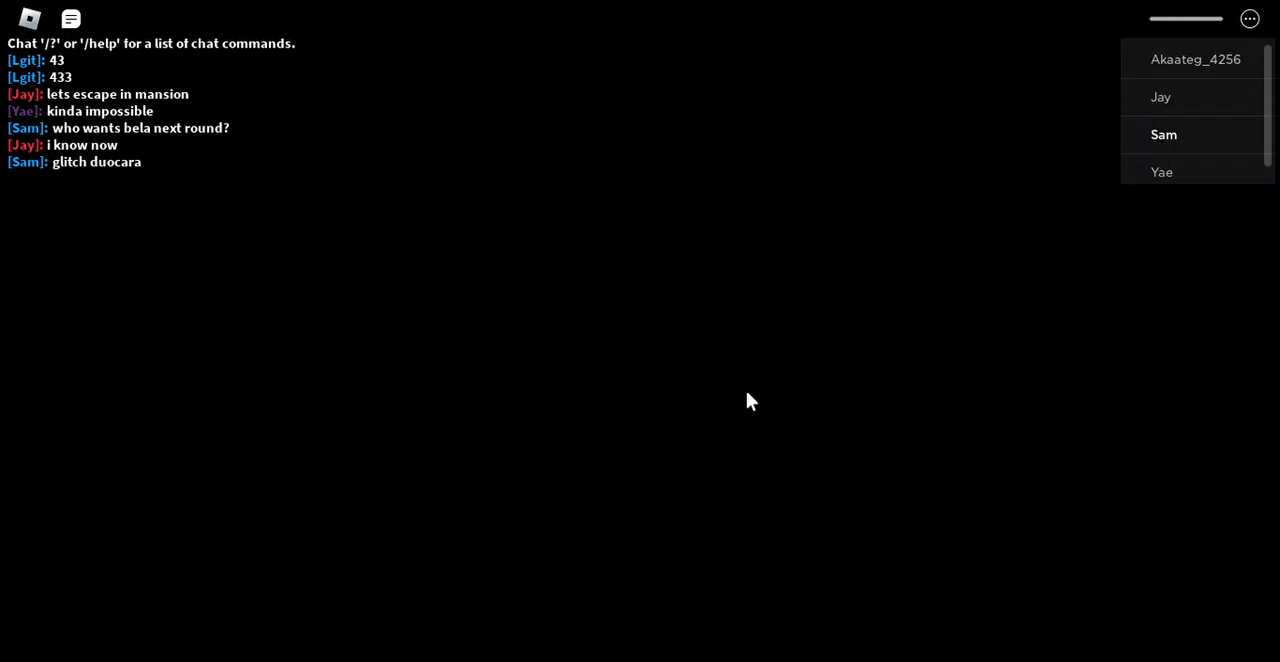 Chat '/?' or '/help' for a list of chat commands.
[Lgit]: 43
[Lgit]: 433
[Jay]: lets escape in mansion
[Yae]: kinda impossible
[Sam]: who wants bela next round?
[Jay]: i know now
[Sam]: glitch duocara
Akaateg_4256
Jay
Sam
Yae